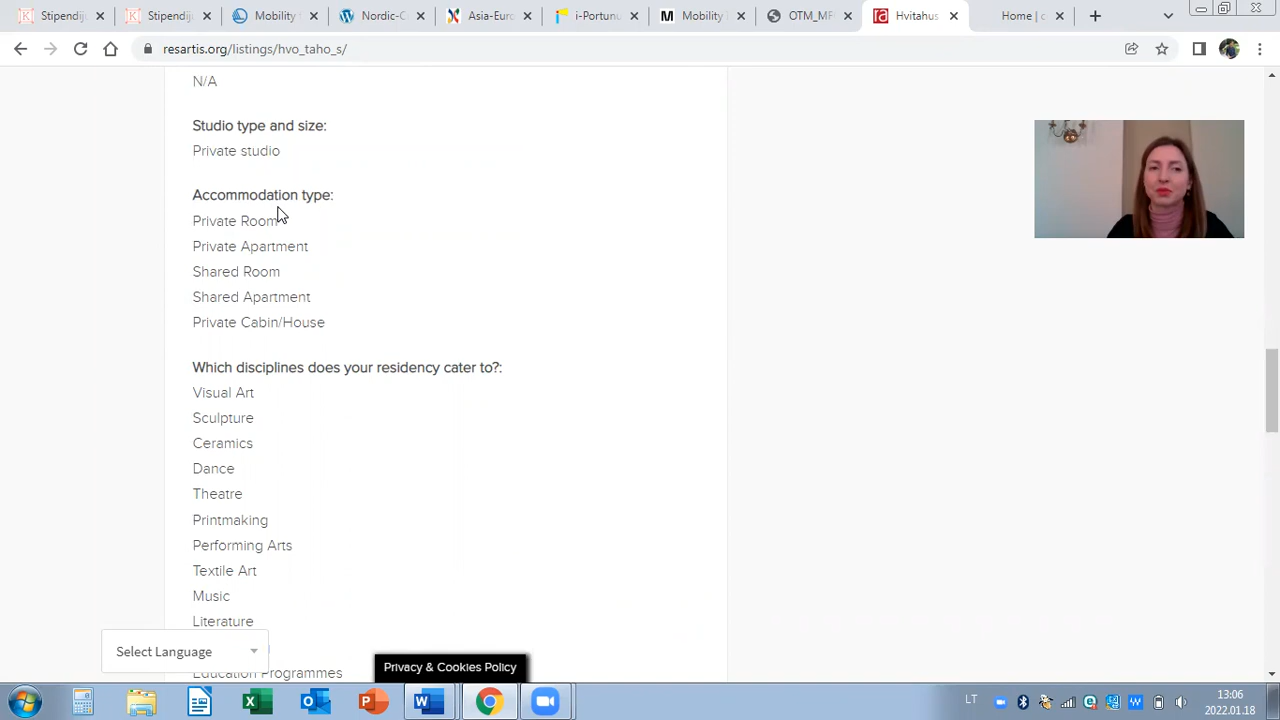 Stipendij
Stipendij
Mobility
Nordic-C
Asia-Euro
i-Portunu
Mobility
OTM_MP
Hvitahus
Home | c
resartis.org/listings/hvo_taho_s/
N/A
Studio type and size:
Private studio
Accommodation type:
Private Room
Private Apartment
Shared Room
Shared Apartment
Private Cabin/House
Which disciplines does your residency cater to?:
Visual Art
Sculpture
Ceramics
Dance
Theatre
Printmaking
Performing Arts
Textile Art
Music
Literature
Select Language
Education Programmes
Privacy & Cookies Policy
LT
13:06
2022.01.18